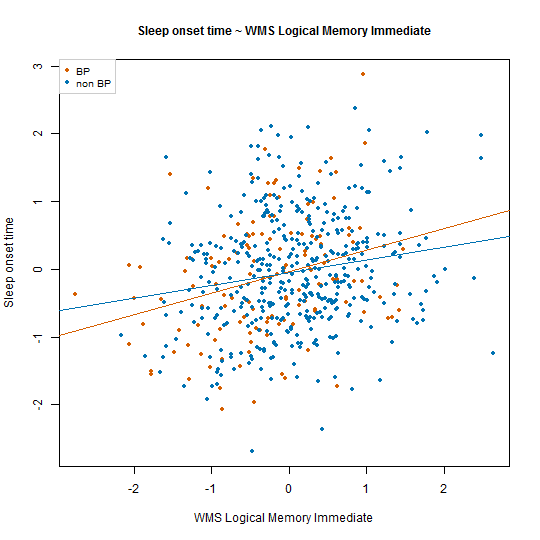 Sleep onset time ~ WMS Logical Memory Immediate
BP
non BP
3
2
1
0
-1
-2
Sleep onset time
-2
-1
0
1
2
WMS Logical Memory Immediate